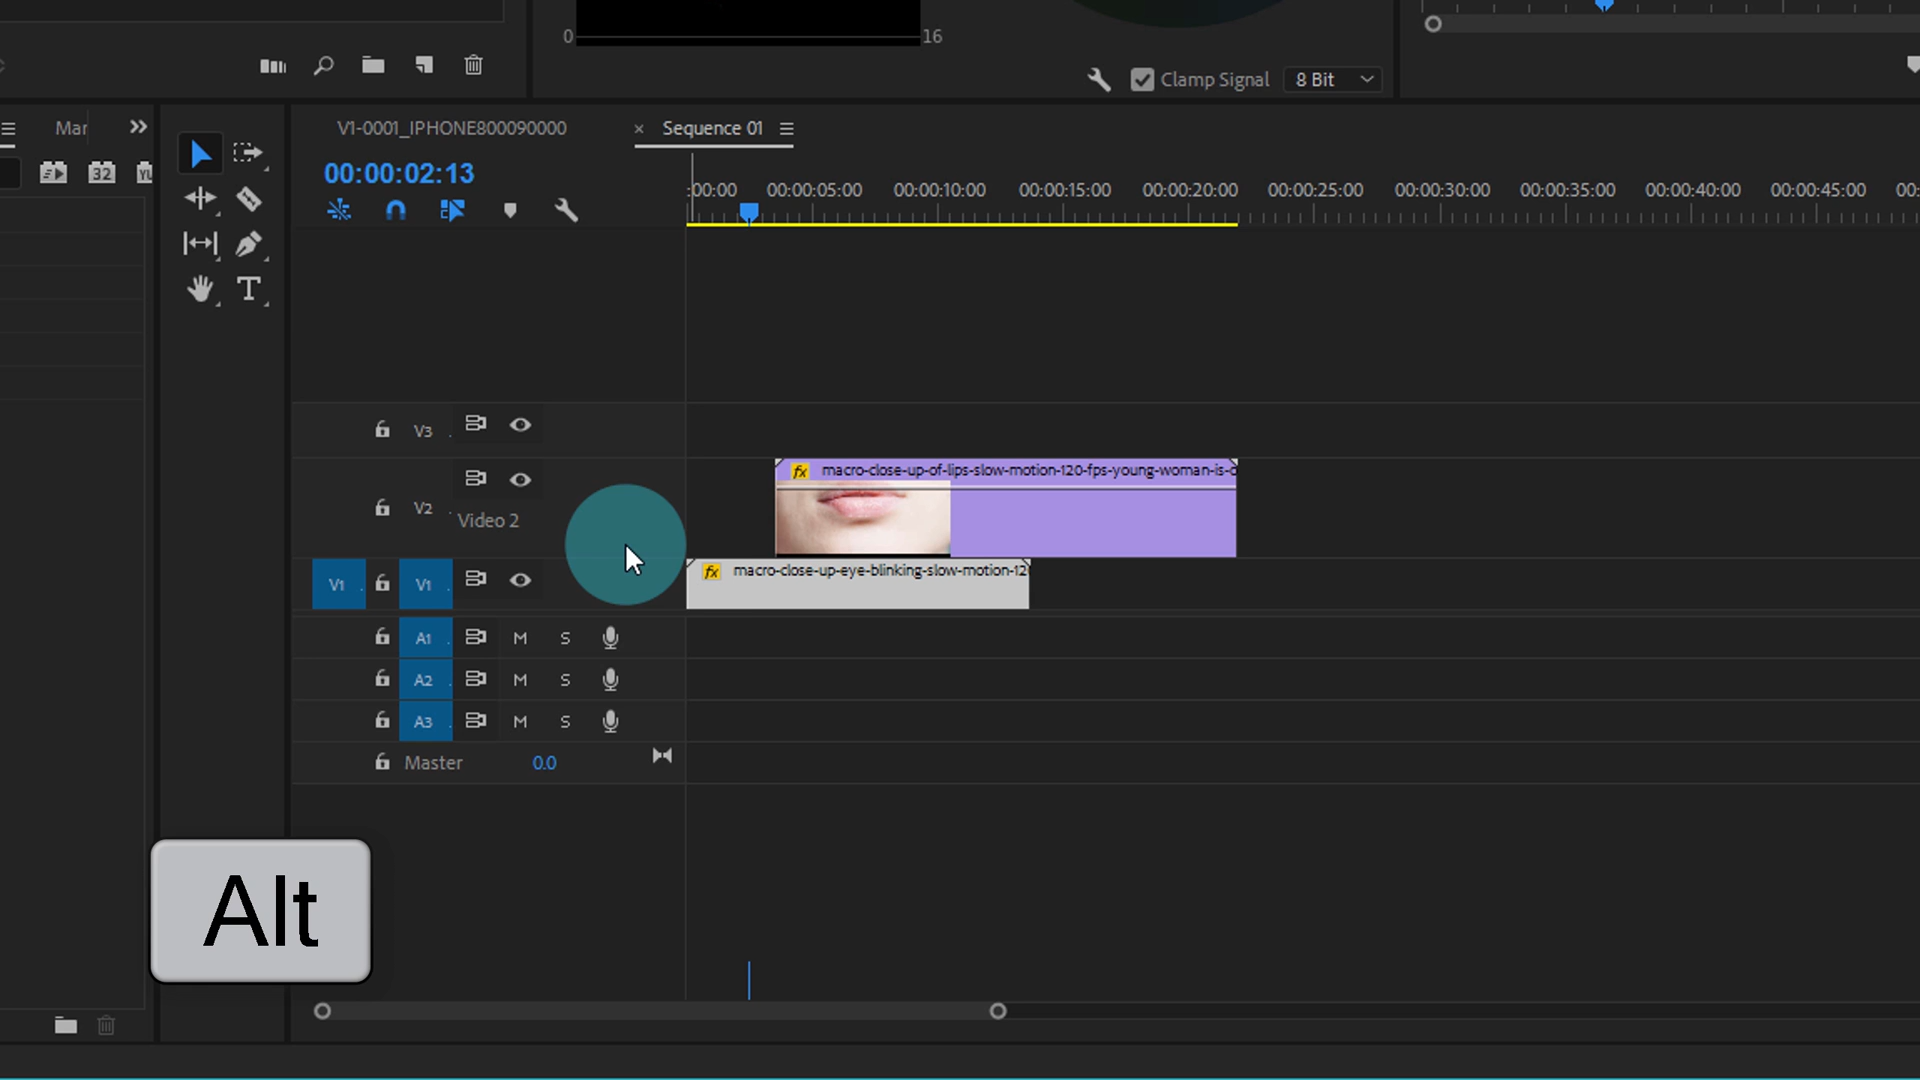 0
16
Clamp Signal
8 Bit
Mar
V1-0001_IPHONE800090000
× Sequence 01
32
00:00:02:13
:00:00 00:00:05:00 00:00:10:00 00:00:15:00 00:00:20:00 00:00:25:00 00:00:30:00 00:00:35:00 00:00:40:00 00:00:45:00 00:
T
V3
fx macro-close-up-of-lips-slow-motion-120-fps-young-woman-is-
V2
Video 2
V1 V1
fx macro-close-up-eye-blinking-slow-motion-12
A1 M S
A2 M S
A3 M S
Master 0.0
Alt